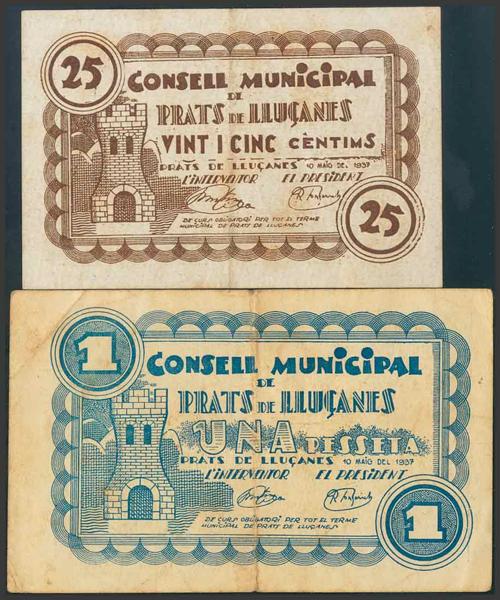 25
CONSELL MUNICIPAL
DE
PRATS DE LLUÇANES
VINT I CINC CÈNTIMS
PRATS DE LLUÇANES 10 MAIG DEL 1937
L'INTERVENTOR EL PRESIDENT
DE CURS OBLIGATORI PER TOT EL TERME
MUNICIPAL DE PRATS DE LLUÇANES
25
1
CONSELL MUNICIPAL
DE
PRATS DE LLUÇANES
UNA PESSETA
PRATS DE LLUÇANES 10 MAIG DEL 1937
L'INTERVENTOR EL PRESIDENT
DE CURS OBLIGATORI PER TOT EL TERME
MUNICIPAL DE PRATS DE LLUÇANES
1